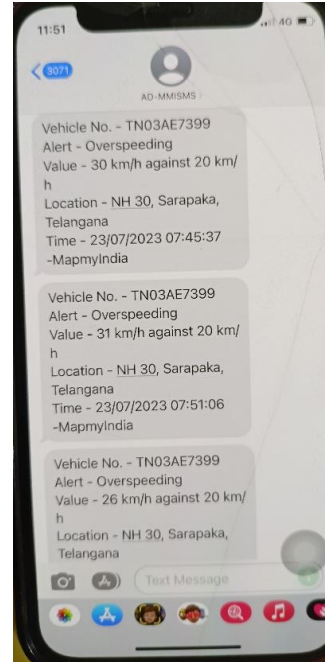 11:51
4G
3071
AD-MMISMS
Vehicle No. - TN03AE7399
Alert - Overspeeding
Value - 30 km/h against 20 km/
h
Location - NH 30, Sarapaka,
Telangana
Time - 23/07/2023 07:45:37
-MapmyIndia
Vehicle No. - TN03AE7399
Alert - Overspeeding
Value - 31 km/h against 20 km/
h
Location - NH 30, Sarapaka,
Telangana
Time - 23/07/2023 07:51:06
-MapmyIndia
Vehicle No. - TN03AE7399
Alert - Overspeeding
Value - 26 km/h against 20 km/
h
Location - NH 30, Sarapaka,
Telangana
Text Message